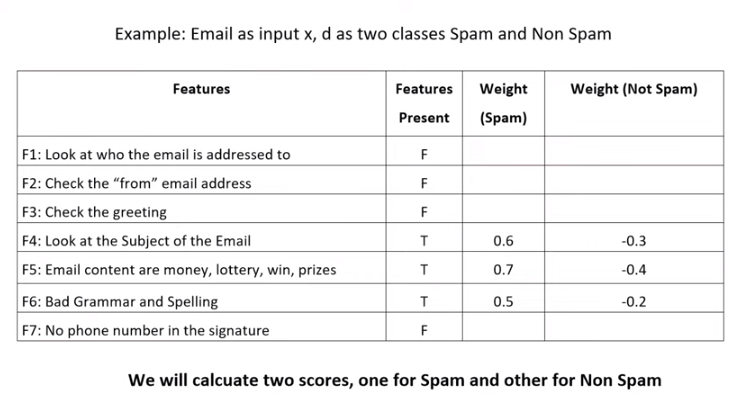 Example: Email as input x, d as two classes Spam and Non Spam
Features Features Weight Weight (Not Spam)
Present (Spam)
F1: Look at who the email is addressed to F
F2: Check the “from” email address F
F3: Check the greeting F
F4: Look at the Subject of the Email T 0.6 -0.3
F5: Email content are money, lottery, win, prizes T 0.7 -0.4
F6: Bad Grammar and Spelling T 0.5 -0.2
F7: No phone number in the signature F
We will calcuate two scores, one for Spam and other for Non Spam